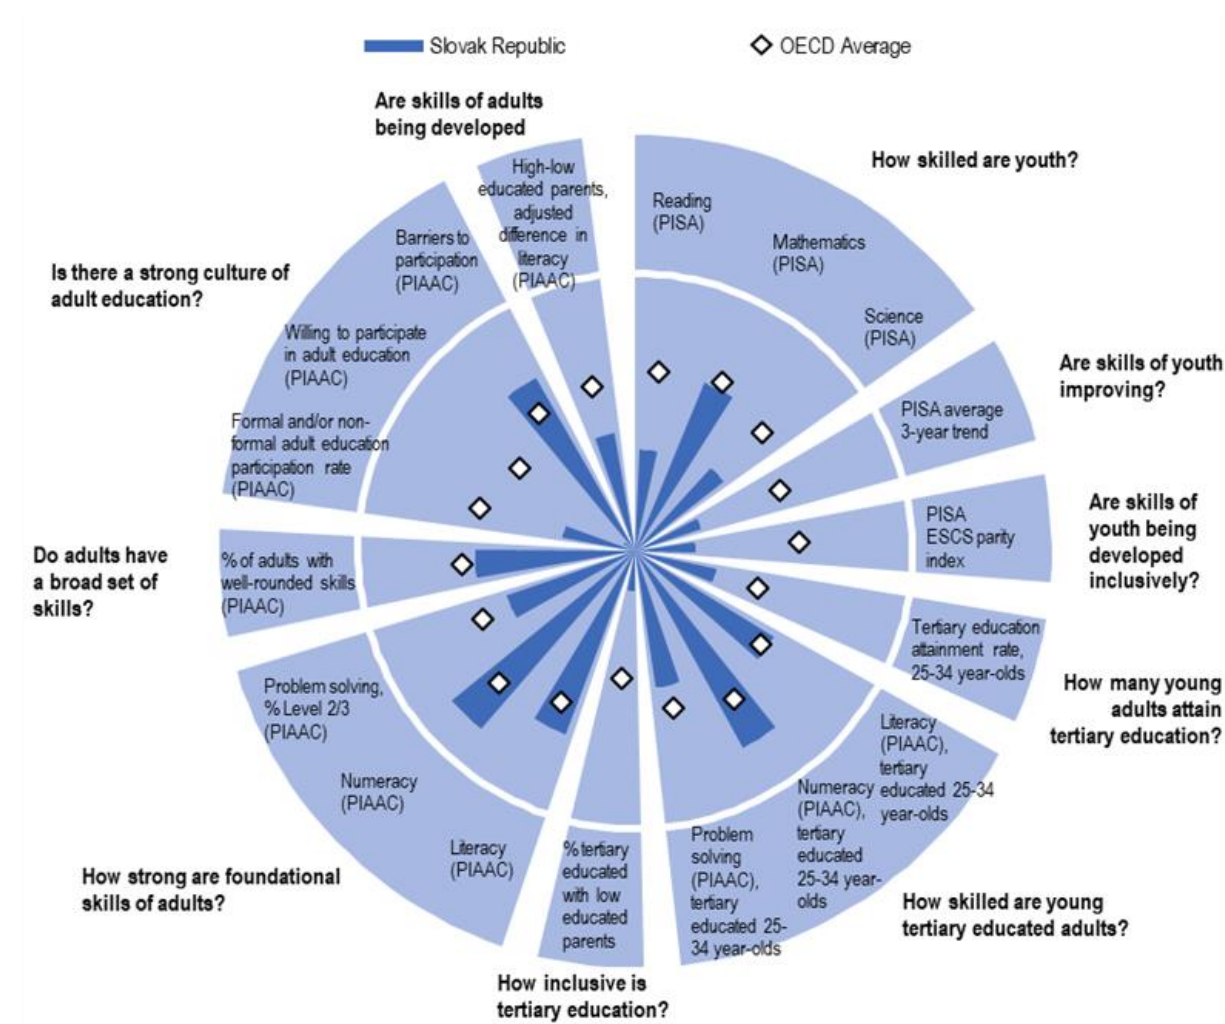 Slovak Republic
OECD Average
Are skills of adults
being developed
High-low
educated parents,
adjusted
difference in
literacy
(PIAAC)
How skilled are youth?
Reading
(PISA)
Mathematics
(PISA)
Science
(PISA)
Are skills of youth
improving?
PISA average
3-year trend
Are skills of
youth being
developed
inclusively?
PISA
ESCS parity
index
Tertiary education
attainment rate,
25-34 year-olds
How many young
adults attain
tertiary education?
Literacy
(PIAAC),
tertiary
educated 25-34
year-olds
Numeracy
(PIAAC),
tertiary
educated
25-34 year-
olds
Problem
solving
(PIAAC),
tertiary
educated 25-
34 year-olds
How skilled are young
tertiary educated adults?
% tertiary
educated
with low
educated
parents
How inclusive is
tertiary education?
Literacy
(PIAAC)
Numeracy
(PIAAC)
Problem solving,
% Level 2/3
(PIAAC)
How strong are foundational
skills of adults?
% of adults with
well-rounded skills
(PIAAC)
Do adults have
a broad set of
skills?
Formal and/or non-
formal adult education
participation rate
(PIAAC)
Willing to participate
in adult education
(PIAAC)
Barriers to
participation
(PIAAC)
Is there a strong culture of
adult education?